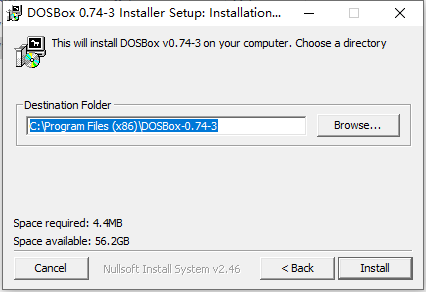 DOSBox 0.74-3 Installer Setup: Installation...
This will install DOSBox v0.74-3 on your computer. Choose a directory
Destination Folder
C:\Program Files (x86)\DOSBox-0.74-3
Browse...
Space required: 4.4MB
Space available: 56.2GB
Cancel
Nullsoft Install System v2.46
< Back
Install